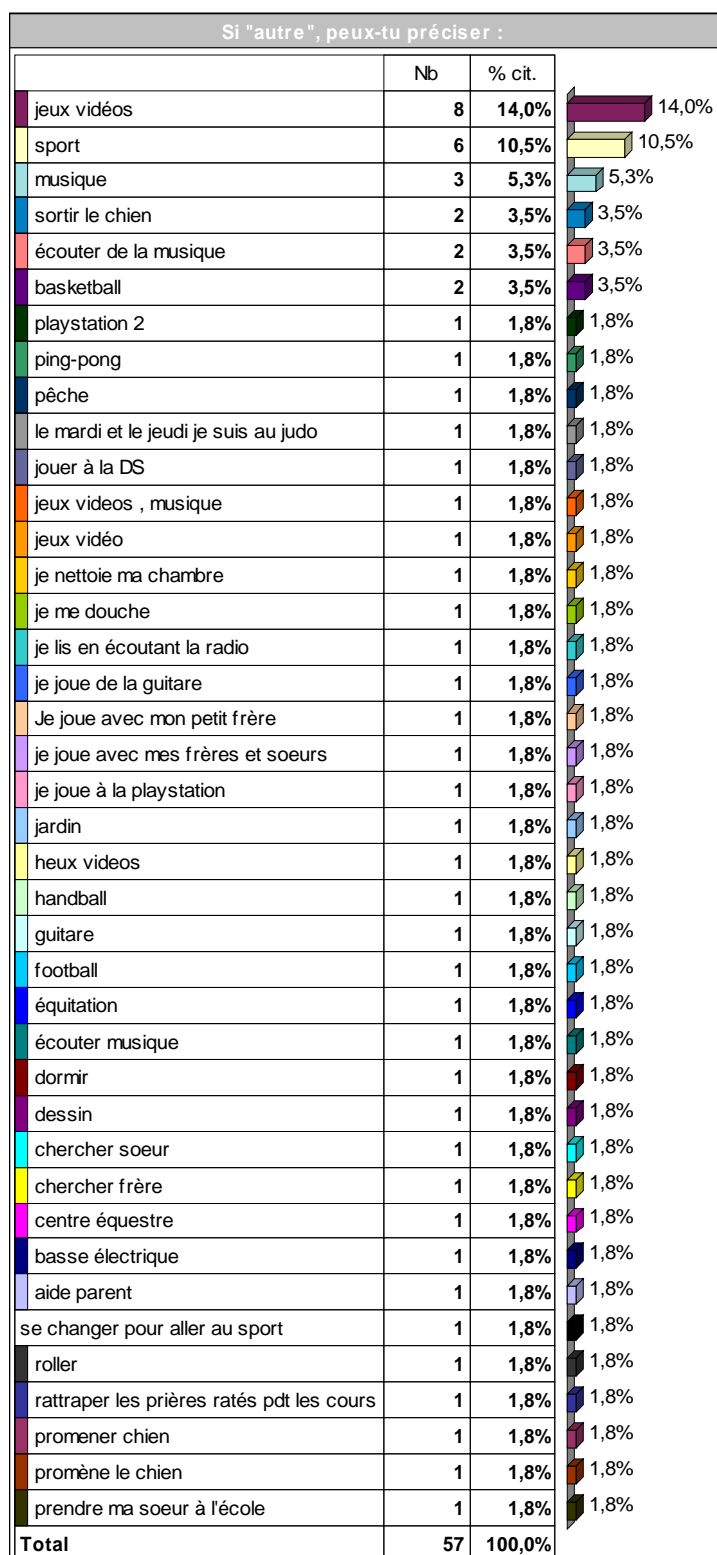 Si "autre", peux-tu préciser :
Nb % cit.
jeux vidéos 8 14,0% 14,0%
sport 6 10,5% 10,5%
musique 3 5,3% 5,3%
sortir le chien 2 3,5% 3,5%
écouter de la musique 2 3,5% 3,5%
basketball 2 3,5% 3,5%
playstation 2 1 1,8% 1,8%
ping-pong 1 1,8% 1,8%
pêche 1 1,8% 1,8%
le mardi et le jeudi je suis au judo 1 1,8% 1,8%
jouer à la DS 1 1,8% 1,8%
jeux videos , musique 1 1,8% 1,8%
jeux vidéo 1 1,8% 1,8%
je nettoie ma chambre 1 1,8% 1,8%
je me douche 1 1,8% 1,8%
je lis en écoutant la radio 1 1,8% 1,8%
je joue de la guitare 1 1,8% 1,8%
Je joue avec mon petit frère 1 1,8% 1,8%
je joue avec mes frères et soeurs 1 1,8% 1,8%
je joue à la playstation 1 1,8% 1,8%
jardin 1 1,8% 1,8%
heux videos 1 1,8% 1,8%
handball 1 1,8% 1,8%
guitare 1 1,8% 1,8%
football 1 1,8% 1,8%
équitation 1 1,8% 1,8%
écouter musique 1 1,8% 1,8%
dormir 1 1,8% 1,8%
dessin 1 1,8% 1,8%
chercher soeur 1 1,8% 1,8%
chercher frère 1 1,8% 1,8%
centre équestre 1 1,8% 1,8%
basse électrique 1 1,8% 1,8%
aide parent 1 1,8% 1,8%
se changer pour aller au sport 1 1,8% 1,8%
roller 1 1,8% 1,8%
rattraper les prières ratés pdt les cours 1 1,8% 1,8%
promener chien 1 1,8% 1,8%
promène le chien 1 1,8% 1,8%
prendre ma soeur à l'école 1 1,8% 1,8%
Total 57 100,0%